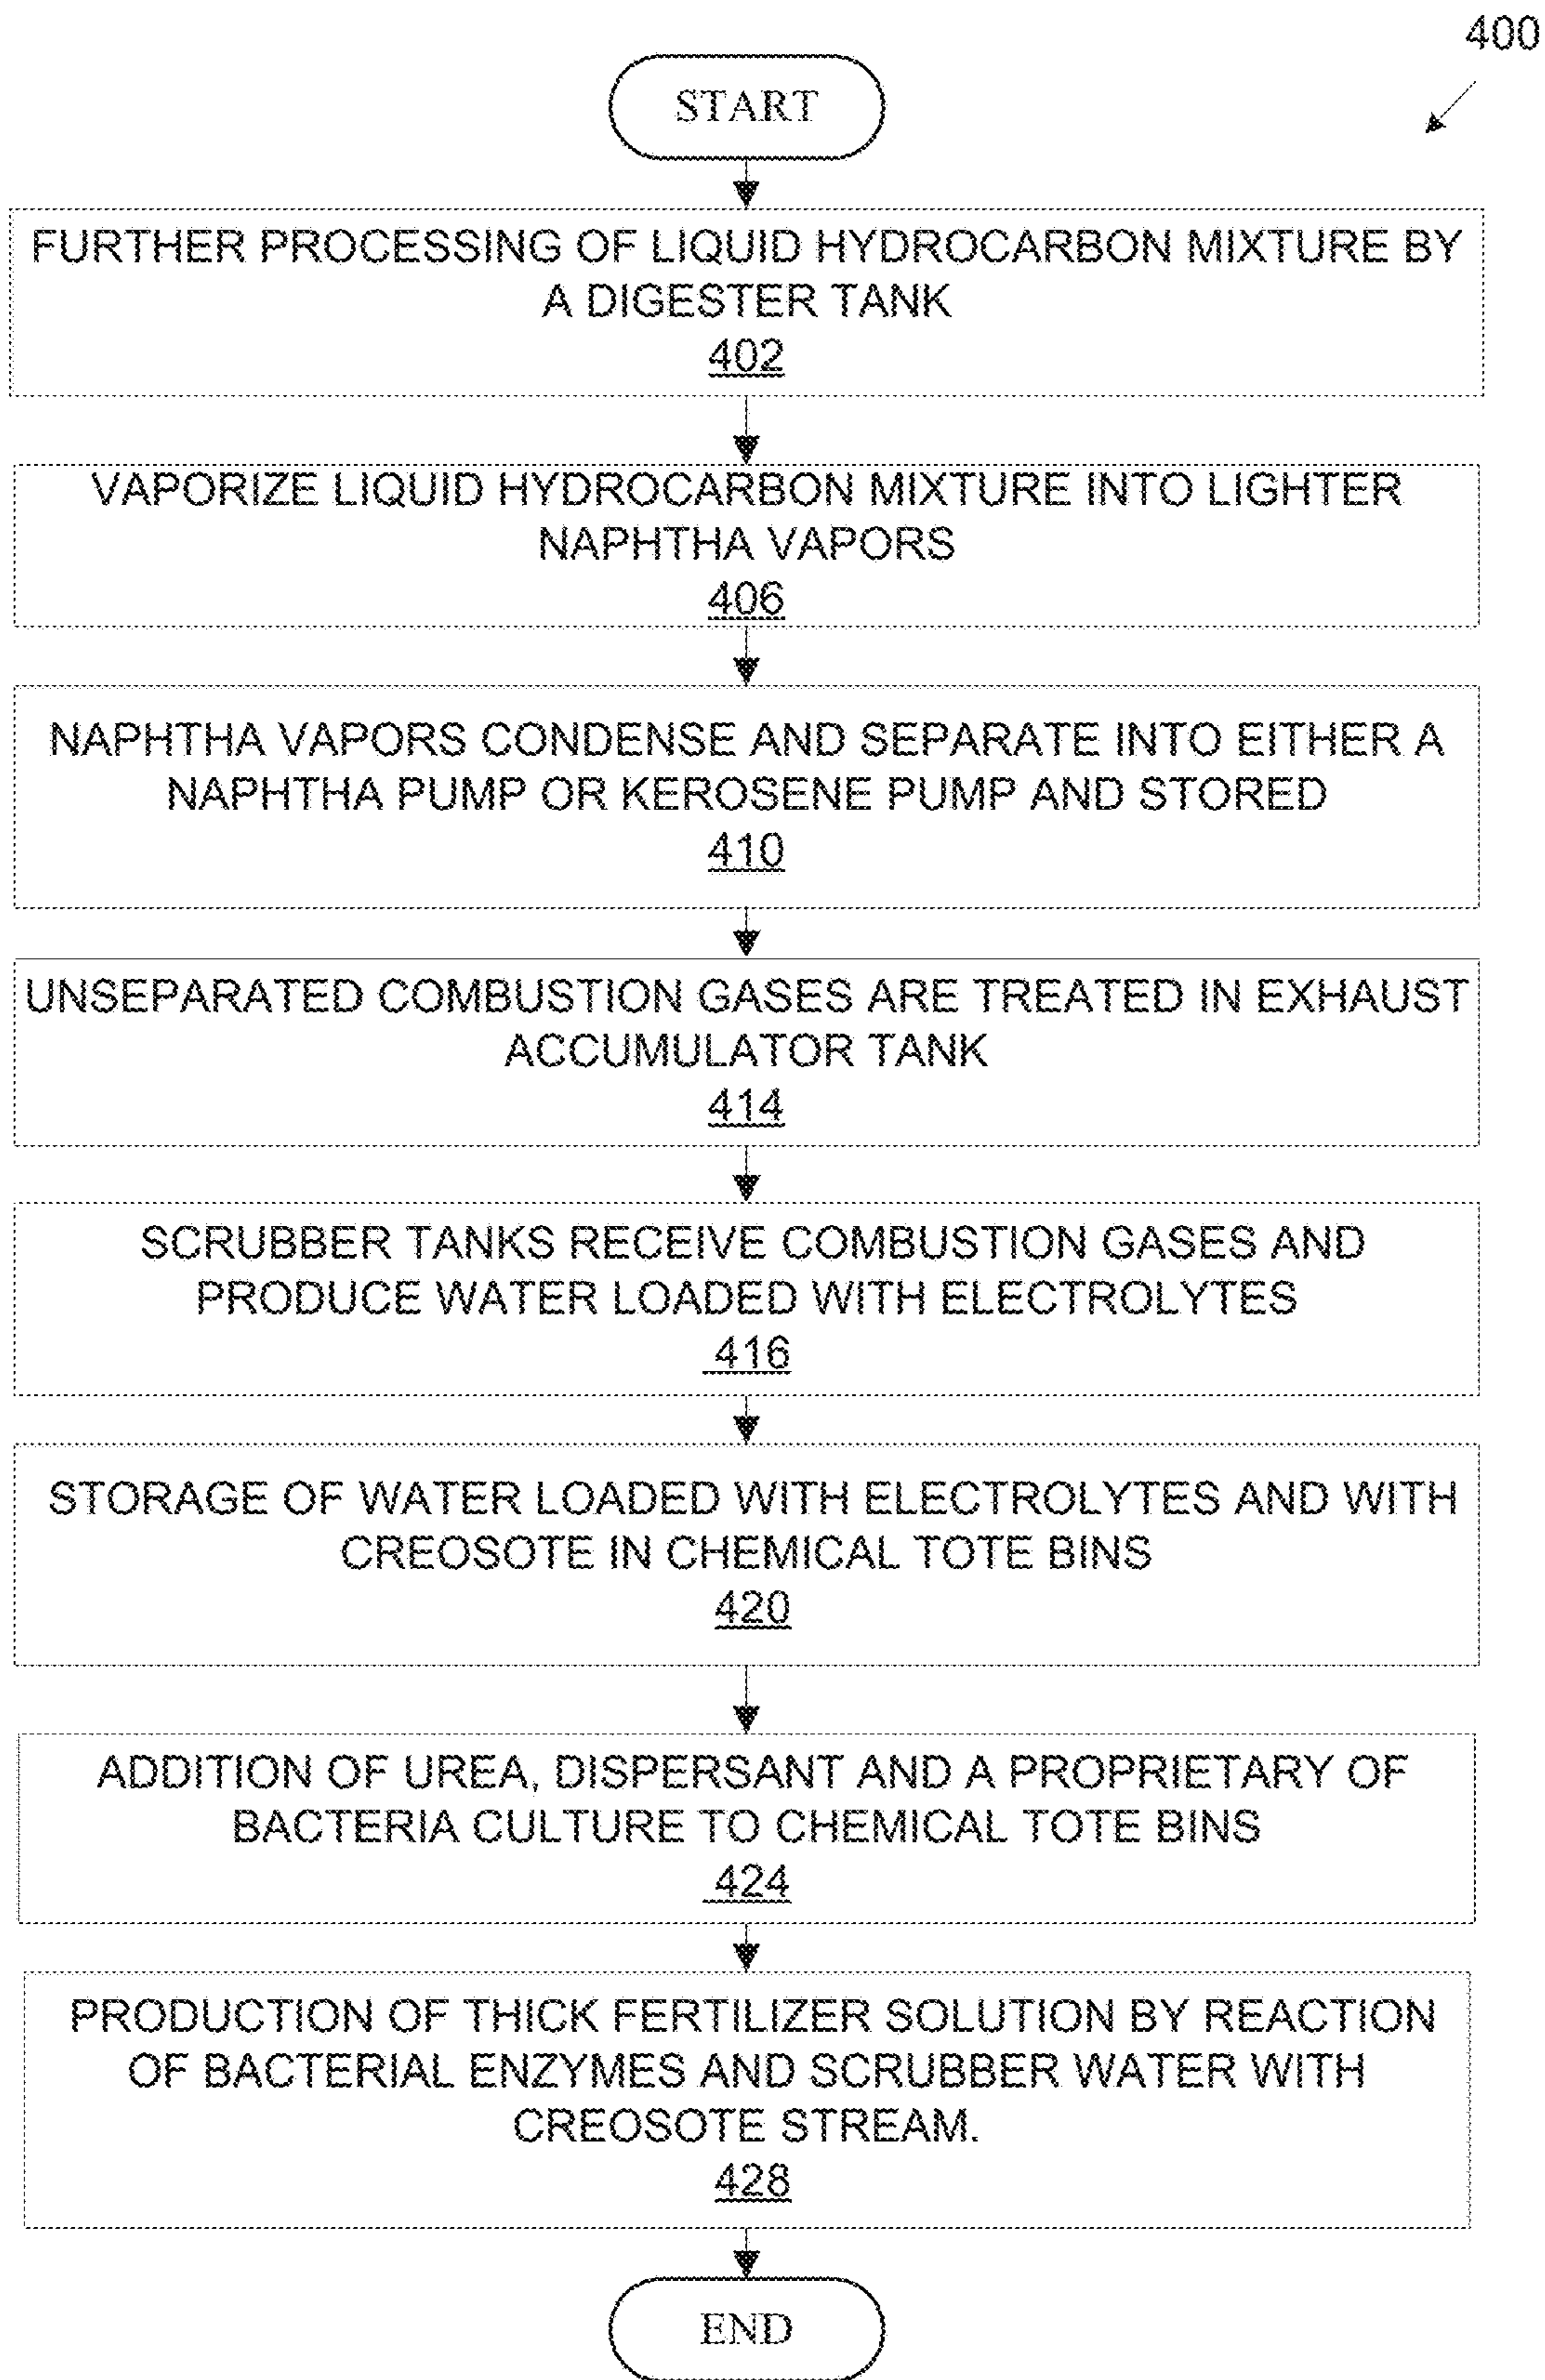 400
START
FURTHER PROCESSING OF LIQUID HYDROCARBON MIXTURE BY
A DIGESTER TANK
402
VAPORIZE LIQUID HYDROCARBON MIXTURE INTO LIGHTER
NAPHTHA VAPORS
406
NAPHTHA VAPORS CONDENSE AND SEPARATE INTO EITHER A
NAPHTHA PUMP OR KEROSENE PUMP AND STORED
410
UNSEPARATED COMBUSTION GASES ARE TREATED IN EXHAUST
ACCUMULATOR TANK
414
SCRUBBER TANKS RECEIVE COMBUSTION GASES AND
PRODUCE WATER LOADED WITH ELECTROLYTES
416
STORAGE OF WATER LOADED WITH ELECTROLYTES AND WITH
CREOSOTE IN CHEMICAL TOTE BINS
420
ADDITION OF UREA, DISPERSANT AND A PROPRIETARY OF
BACTERIA CULTURE TO CHEMICAL TOTE BINS
424
PRODUCTION OF THICK FERTILIZER SOLUTION BY REACTION
OF BACTERIAL ENZYMES AND SCRUBBER WATER WITH
CREOSOTE STREAM.
428
END